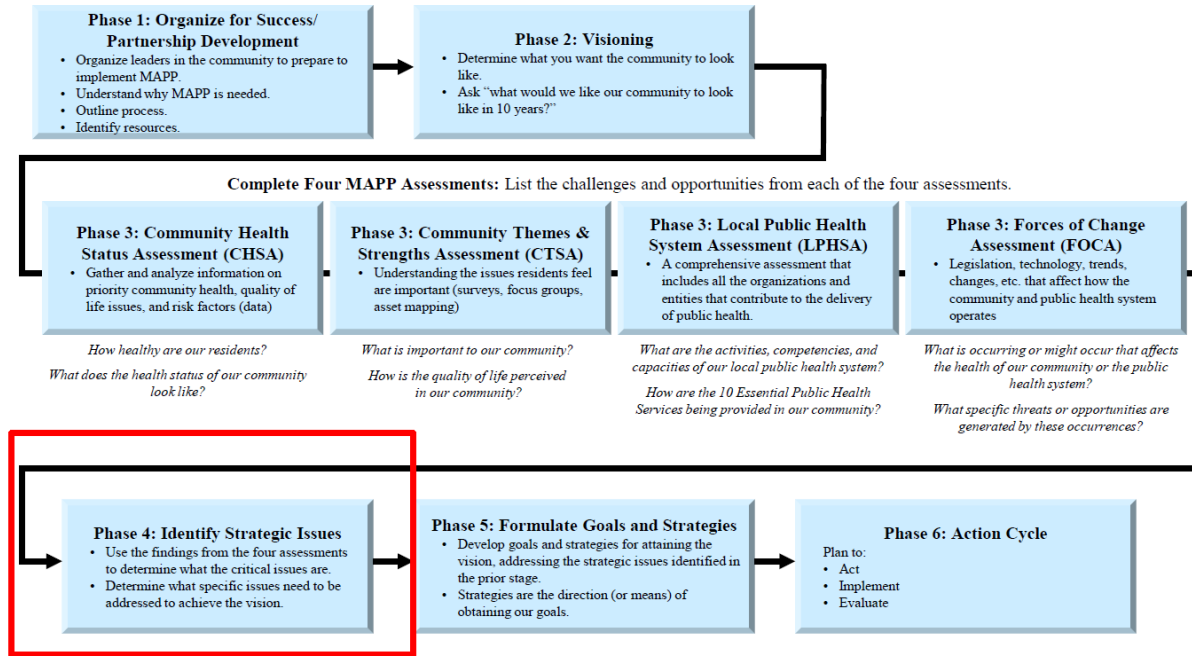 Phase 1: Organize for Success/
Partnership Development
• Organize leaders in the community to prepare to
implement MAPP.
• Understand why MAPP is needed.
• Outline process.
• Identify resources.
Phase 2: Visioning
• Determine what you want the community to look
like.
• Ask “what would we like our community to look
like in 10 years?”
Complete Four MAPP Assessments: List the challenges and opportunities from each of the four assessments.
Phase 3: Community Health
Status Assessment (CHSA)
• Gather and analyze information on
priority community health, quality of
life issues, and risk factors (data)
How healthy are our residents?
What does the health status of our community
look like?
Phase 3: Community Themes &
Strengths Assessment (CTSA)
• Understanding the issues residents feel
are important (surveys, focus groups,
asset mapping)
What is important to our community?
How is the quality of life perceived
in our community?
Phase 3: Local Public Health
System Assessment (LPHSA)
• A comprehensive assessment that
includes all the organizations and
entities that contribute to the delivery
of public health.
What are the activities, competencies, and
capacities of our local public health system?
How are the 10 Essential Public Health
Services being provided in our community?
Phase 3: Forces of Change
Assessment (FOCA)
• Legislation, technology, trends,
changes, etc. that affect how the
community and public health system
operates
What is occurring or might occur that affects
the health of our community or the public
health system?
What specific threats or opportunities are
generated by these occurrences?
Phase 4: Identify Strategic Issues
• Use the findings from the four assessments
to determine what the critical issues are.
• Determine what specific issues need to be
addressed to achieve the vision.
Phase 5: Formulate Goals and Strategies
• Develop goals and strategies for attaining the
vision, addressing the strategic issues identified in
the prior stage.
• Strategies are the direction (or means) of
obtaining our goals.
Phase 6: Action Cycle
Plan to:
• Act
• Implement
• Evaluate